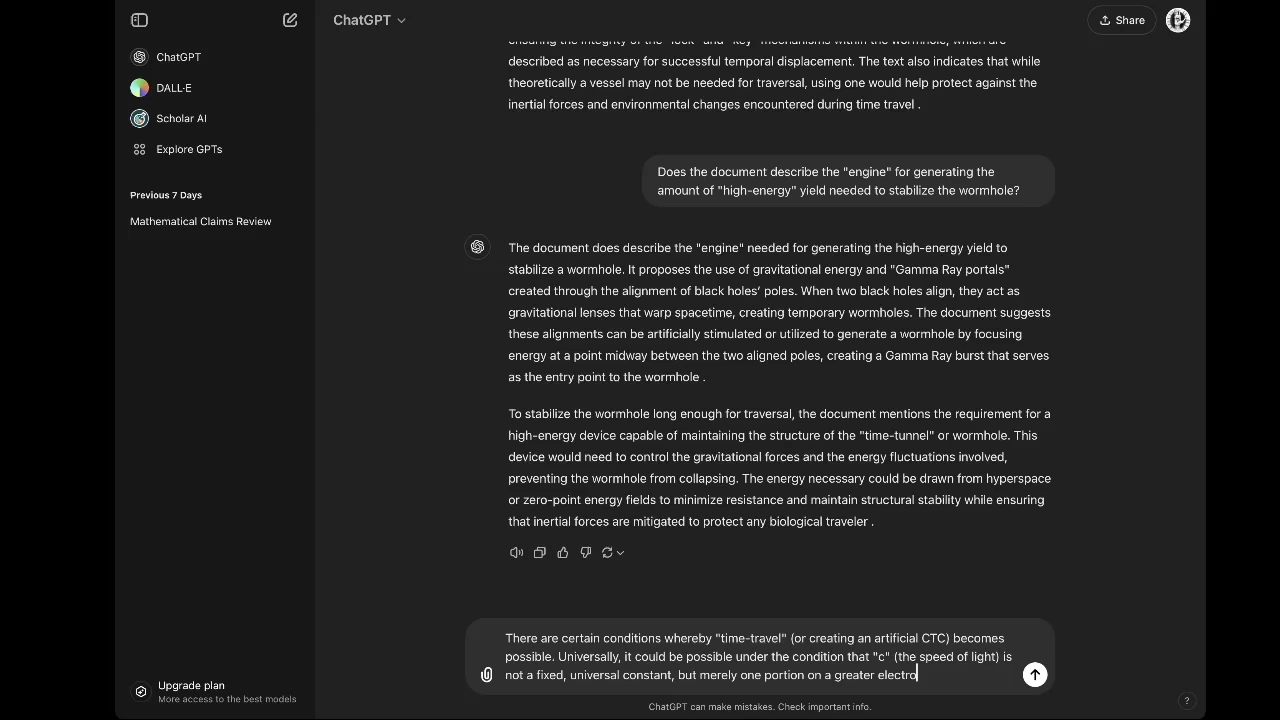 ChatGPT
Share
ChatGPT
DALL·E
Scholar AI
Explore GPTs
Previous 7 Days
Mathematical Claims Review
ensuring the integrity of the "lock" and "key" mechanisms within the wormhole, which are
described as necessary for successful temporal displacement. The text also indicates that while
theoretically a vessel may not be needed for traversal, using one would help protect against the
inertial forces and environmental changes encountered during time travel .
Does the document describe the "engine" for generating the
amount of "high-energy" yield needed to stabilize the wormhole?
The document does describe the "engine" needed for generating the high-energy yield to
stabilize a wormhole. It proposes the use of gravitational energy and "Gamma Ray portals"
created through the alignment of black holes’ poles. When two black holes align, they act as
gravitational lenses that warp spacetime, creating temporary wormholes. The document suggests
these alignments can be artificially stimulated or utilized to generate a wormhole by focusing
energy at a point midway between the two aligned poles, creating a Gamma Ray burst that serves
as the entry point to the wormhole .
To stabilize the wormhole long enough for traversal, the document mentions the requirement for a
high-energy device capable of maintaining the structure of the "time-tunnel" or wormhole. This
device would need to control the gravitational forces and the energy fluctuations involved,
preventing the wormhole from collapsing. The energy necessary could be drawn from hyperspace
or zero-point energy fields to minimize resistance and maintain structural stability while ensuring
that inertial forces are mitigated to protect any biological traveler .
There are certain conditions whereby "time-travel" (or creating an artificial CTC) becomes
possible. Universally, it could be possible under the condition that "c" (the speed of light) is
not a fixed, universal constant, but merely one portion on a greater electro
Upgrade plan
More access to the best models
ChatGPT can make mistakes. Check important info.
?